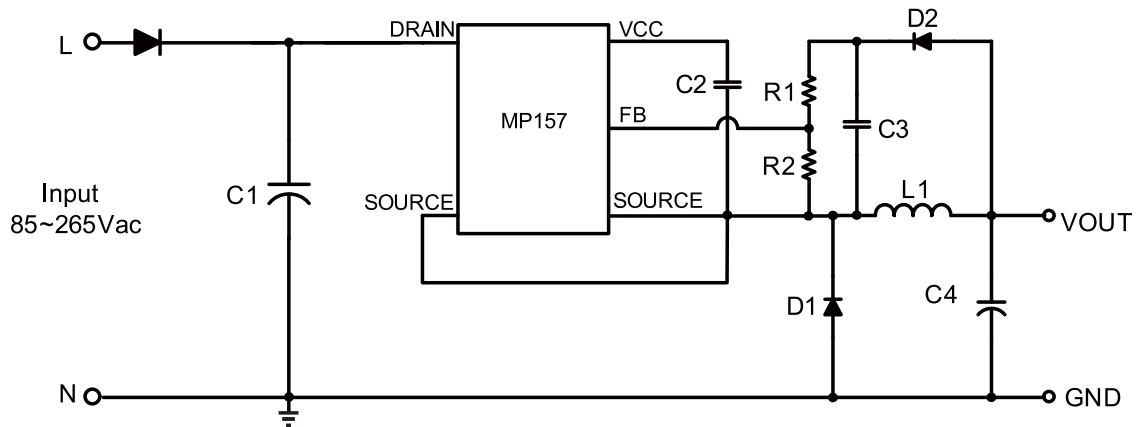 D2
L
DRAIN
VCC
C2
R1
MP157
FB
C3
R2
L1
Input
85~265Vac
C1
SOURCE
SOURCE
VOUT
D1
C4
N
GND